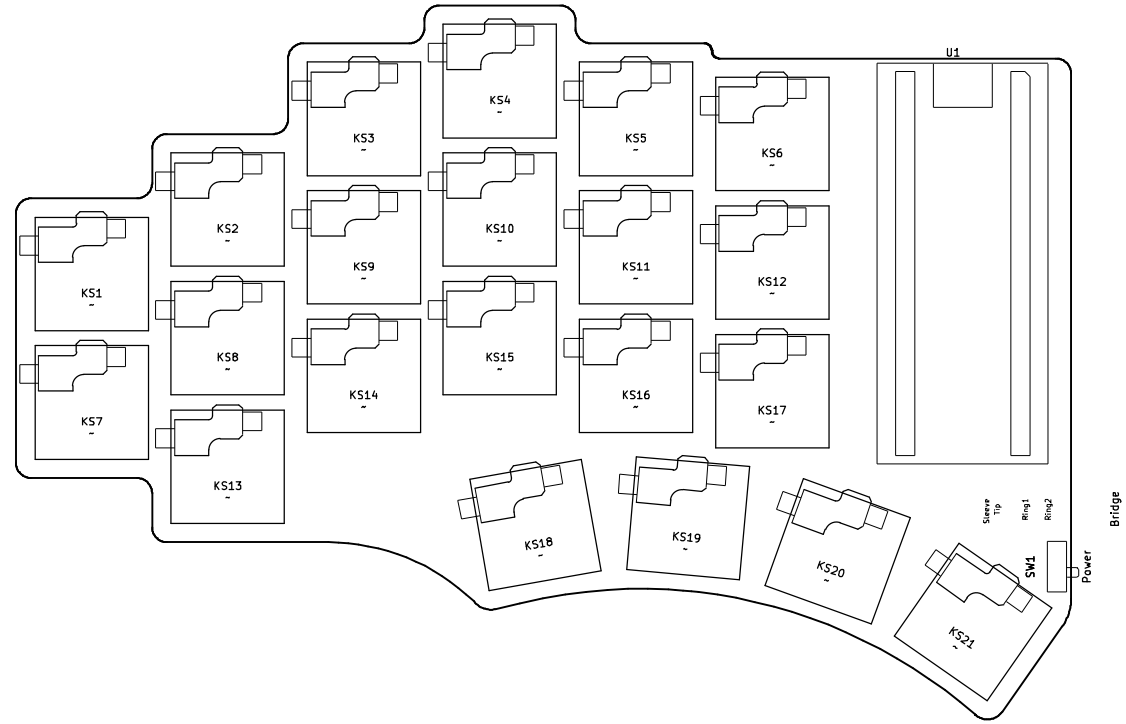 U1
KS4
~
KS3
~
KS5
~
KS6
~
KS2
~
KS10
~
KS9
~
KS11
~
KS12
~
KS1
~
KS8
~
KS15
~
KS14
~
KS16
~
KS17
~
KS7
~
KS13
~
KS18
~
KS19
~
KS20
~
KS21
~
Sleeve
Tip
Ring1
Ring2
Bridge
SW1
Power